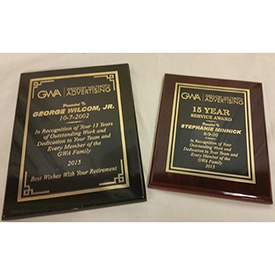 GWA
ADVERTISING
Presented To
GEORGE WILCOM, JR.
10-7-2002
In Recognition of Your 13 Years
of Outstanding Work and
Dedication to Your Team and
Every Member of the
GWA Family
2015
Best Wishes With Your Retirement
GWA
ADVERTISING
15 YEAR
SERVICE AWARD
Presented To
STEPHANIE MINNICK
In Recognition of Your
Outstanding Work and
Dedication to Your Team
and Every Member of the
GWA Family
2015